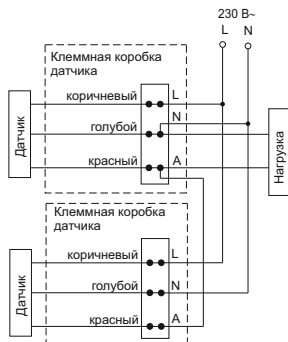 230 В~
L N
Клеммная коробка
датчика
коричневый L
N
голубой
красный A
Датчик
Нагрузка
Клеммная коробка
датчика
коричневый L
голубой N
красный A
Датчик